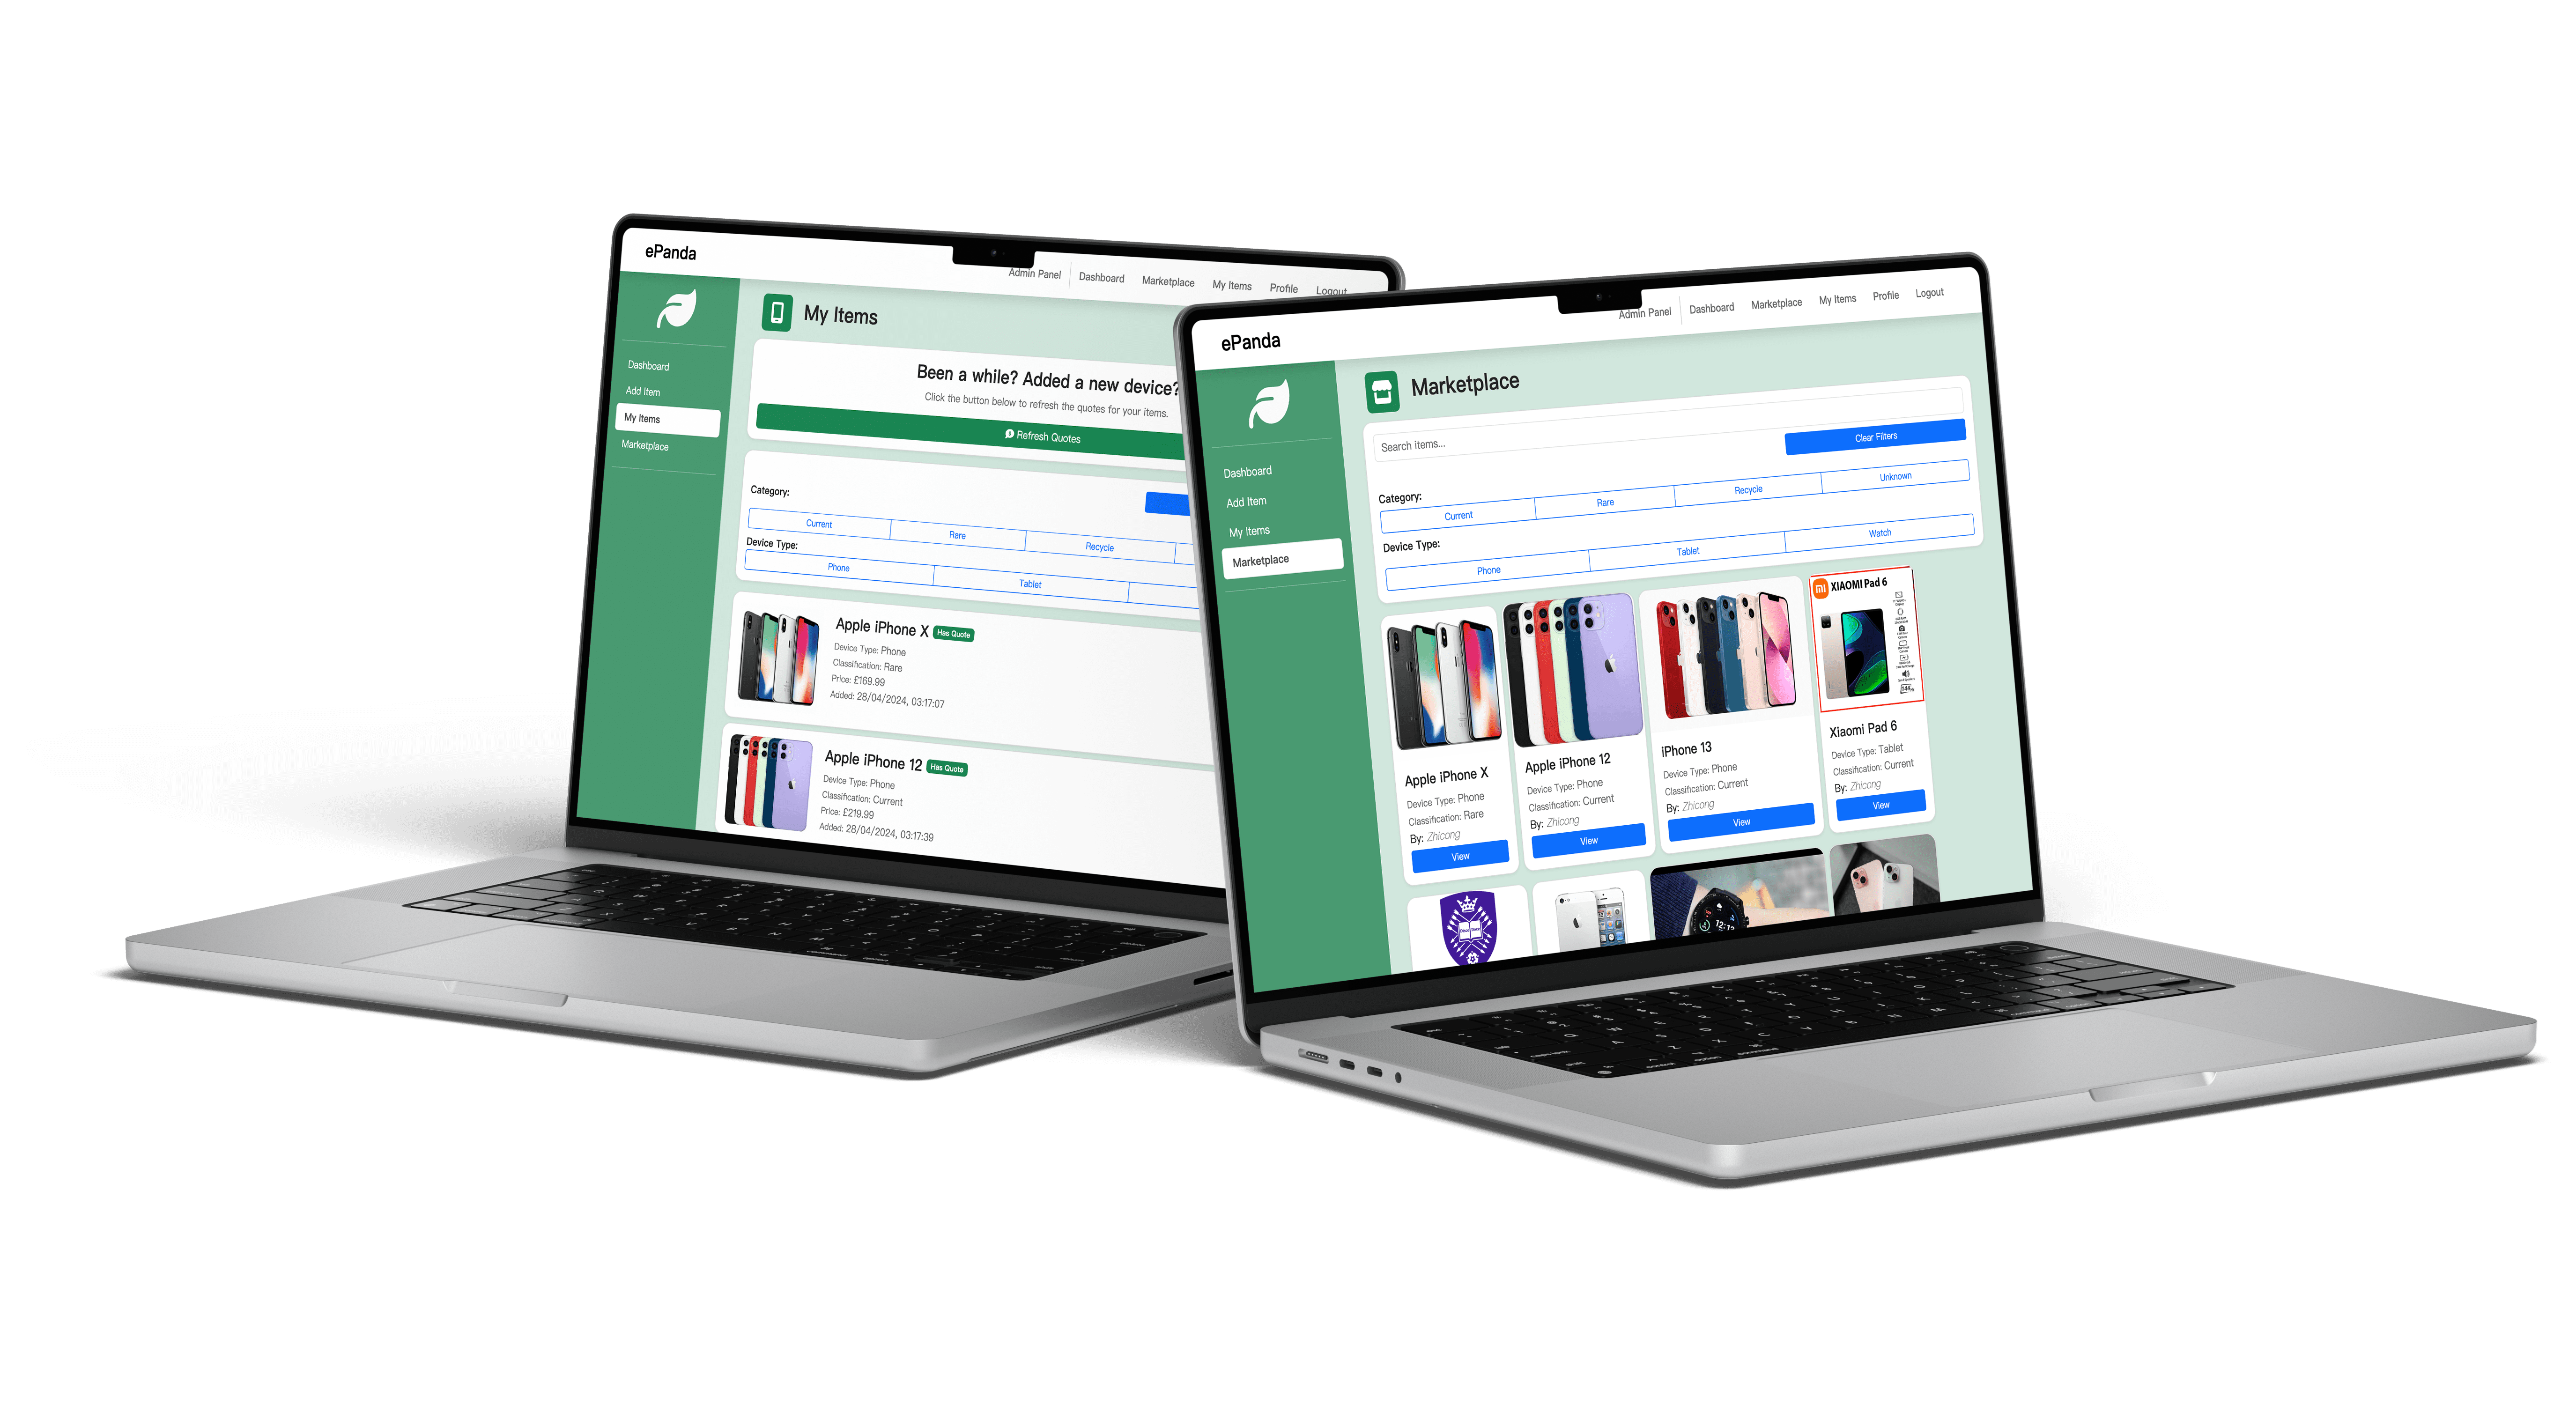 ePanda
Admin Panel
Dashboard
Marketplace
My Items
Profile
Logout
Dashboard
Add Item
My Items
Marketplace
My Items
Been a while? Added a new device?
Click the button below to refresh the quotes for your items.
Refresh Quotes
Category:
Current
Rare
Recycle
Device Type:
Phone
Tablet
Apple iPhone X Has Quote
Device Type: Phone
Classification: Rare
Price: £169.99
Added: 28/04/2024, 03:17:07
Apple iPhone 12 Has Quote
Device Type: Phone
Classification: Current
Price: £219.99
Added: 28/04/2024, 03:17:39
ePanda
Admin Panel
Dashboard
Marketplace
My Items
Profile
Logout
Dashboard
Add Item
My Items
Marketplace
Marketplace
Search items...
Clear Filters
Category:
Current
Rare
Recycle
Unknown
Device Type:
Phone
Tablet
Watch
Apple iPhone X
Device Type: Phone
Classification: Rare
By: Zhicong
View
Apple iPhone 12
Device Type: Phone
Classification: Current
By: Zhicong
View
iPhone 13
Device Type: Phone
Classification: Current
By: Zhicong
View
XIAOMI Pad 6
Xiaomi Pad 6
Device Type: Tablet
Classification: Current
By: Zhicong
View